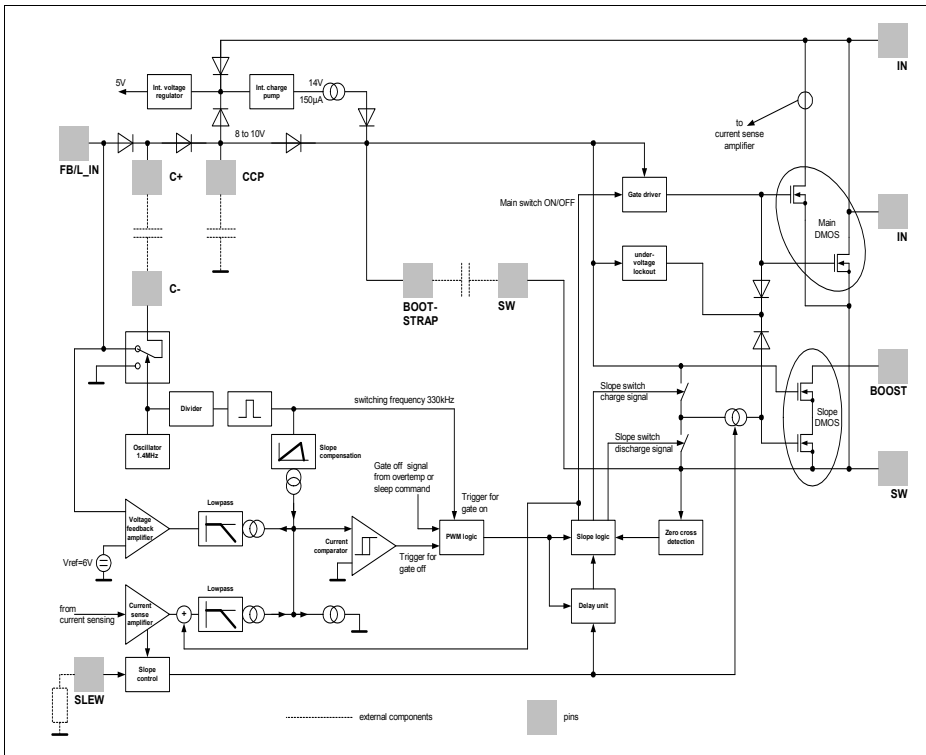 IN
5V
Int. voltage
regulator
Int. charge
pump
14V
150µA
to
current sense
amplifier
8 to 10V
FB/L_IN
C+
CCP
Main switch ON/OFF
Gate driver
Main
DMOS
IN
under-
voltage
lockout
C-
BOOT-
STRAP
SW
BOOST
Slope switch
charge signal
Slope
DMOS
Divider
switching frequency 330kHz
Oscillator
1.4MHz
Slope
compensation
Slope switch
discharge signal
SW
Gate off signal
from overtemp or
sleep command
Trigger for
gate on
Voltage
feedback
amplifier
Lowpass
Current
comparator
PWM logic
Slope logic
Zero cross
detection
Vref=6V
Trigger for
gate off
Lowpass
from
current sensing
Current
sense
amplifier
+
Delay unit
SLEW
Slope
control
external components
pins